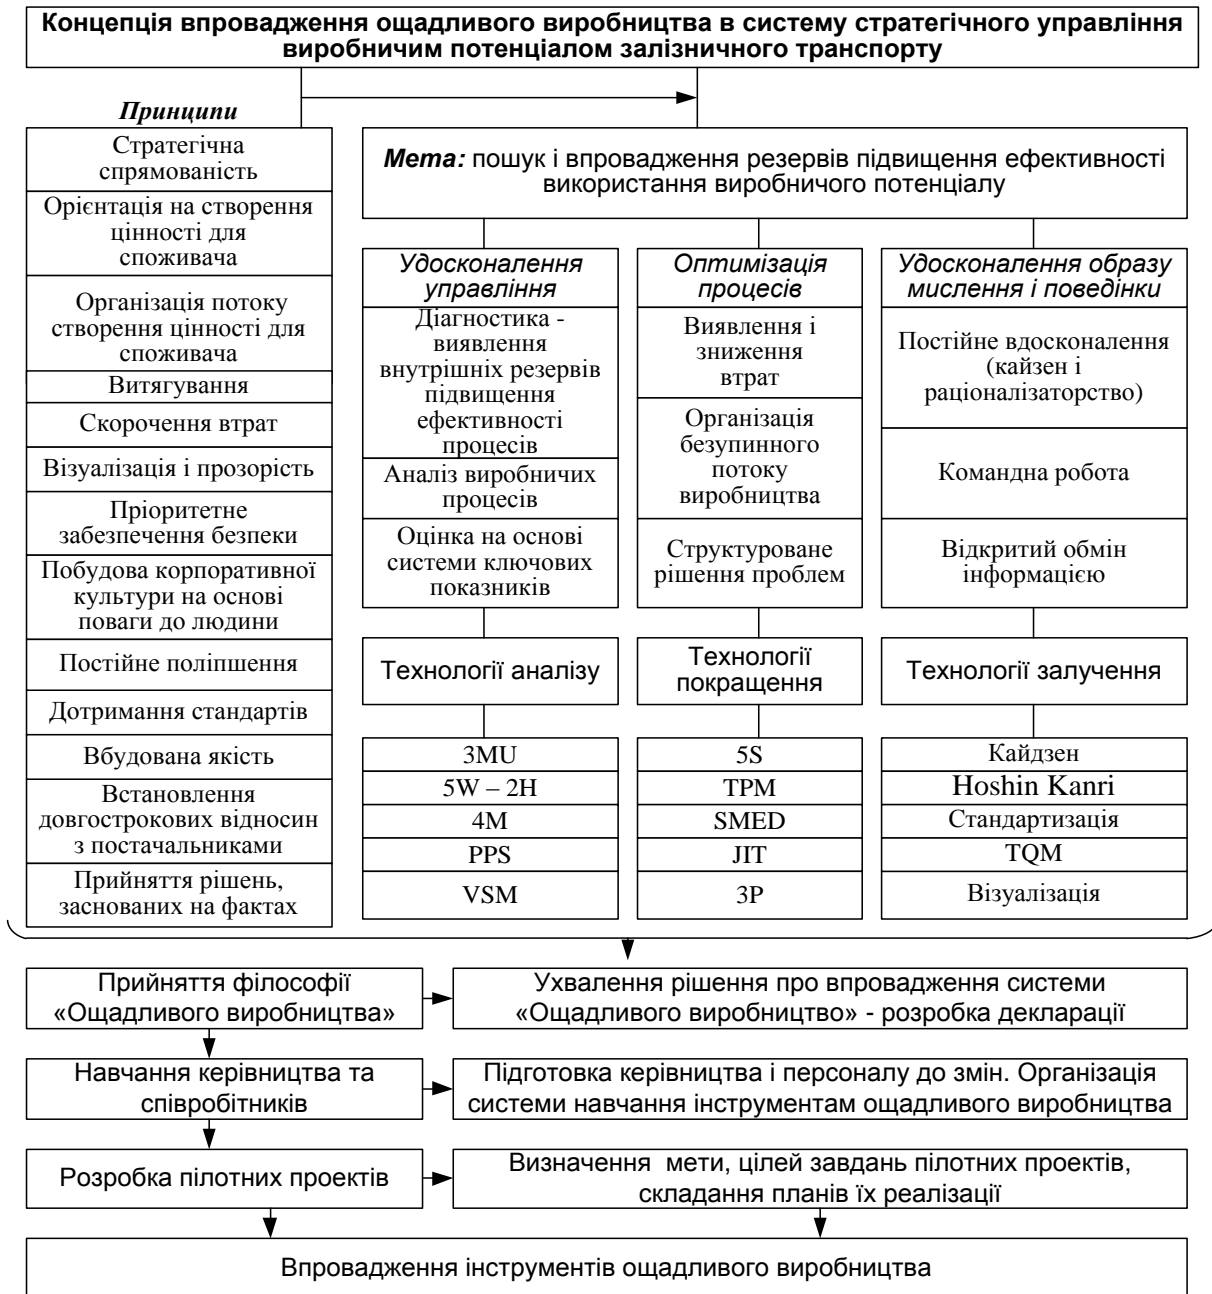 Концепція впровадження ощадливого виробництва в систему стратегічного управління
виробничим потенціалом залізничного транспорту
Принципи
Стратегічна
спрямованість
Орієнтація на створення
цінності для
споживача
Організація потоку
створення цінності для
споживача
Витягування
Скорочення втрат
Візуалізація і прозорість
Пріоритетне
забезпечення безпеки
Побудова корпоративної
культури на основі
поваги до людини
Постійне поліпшення
Дотримання стандартів
Вбудована якість
Встановлення
довгострокових відносин
з постачальниками
Прийняття рішень,
заснованих на фактах
Мета: пошук і впровадження резервів підвищення ефективності
використання виробничого потенціалу
Удосконалення
управління
Діагностика -
виявлення
внутрішніх резервів
підвищення
ефективності
процесів
Аналіз виробничих
процесів
Оцінка на основі
системи ключових
показників
Технології аналізу
3MU
5W – 2H
4M
PPS
VSM
Оптимізація
процесів
Виявлення і
зниження
втрат
Організація
безупинного
потоку
виробництва
Структуроване
рішення проблем
Технології
покращення
5S
TPM
SMED
JIT
3P
Удосконалення образу
мислення і поведінки
Постійне вдосконалення
(кайзен і
раціоналізаторство)
Командна робота
Відкритий обмін
інформацією
Технології залучення
Кайдзен
Hoshin Kanri
Стандартизація
TQM
Візуалізація
Прийняття філософії
«Ощадливого виробництва»
Ухвалення рішення про впровадження системи
«Ощадливого виробництво» - розробка декларації
Навчання керівництва та
співробітників
Підготовка керівництва і персоналу до змін. Організація
системи навчання інструментам ощадливого виробництва
Розробка пілотних проектів
Визначення мети, цілей завдань пілотних проектів,
складання планів їх реалізації
Впровадження інструментів ощадливого виробництва